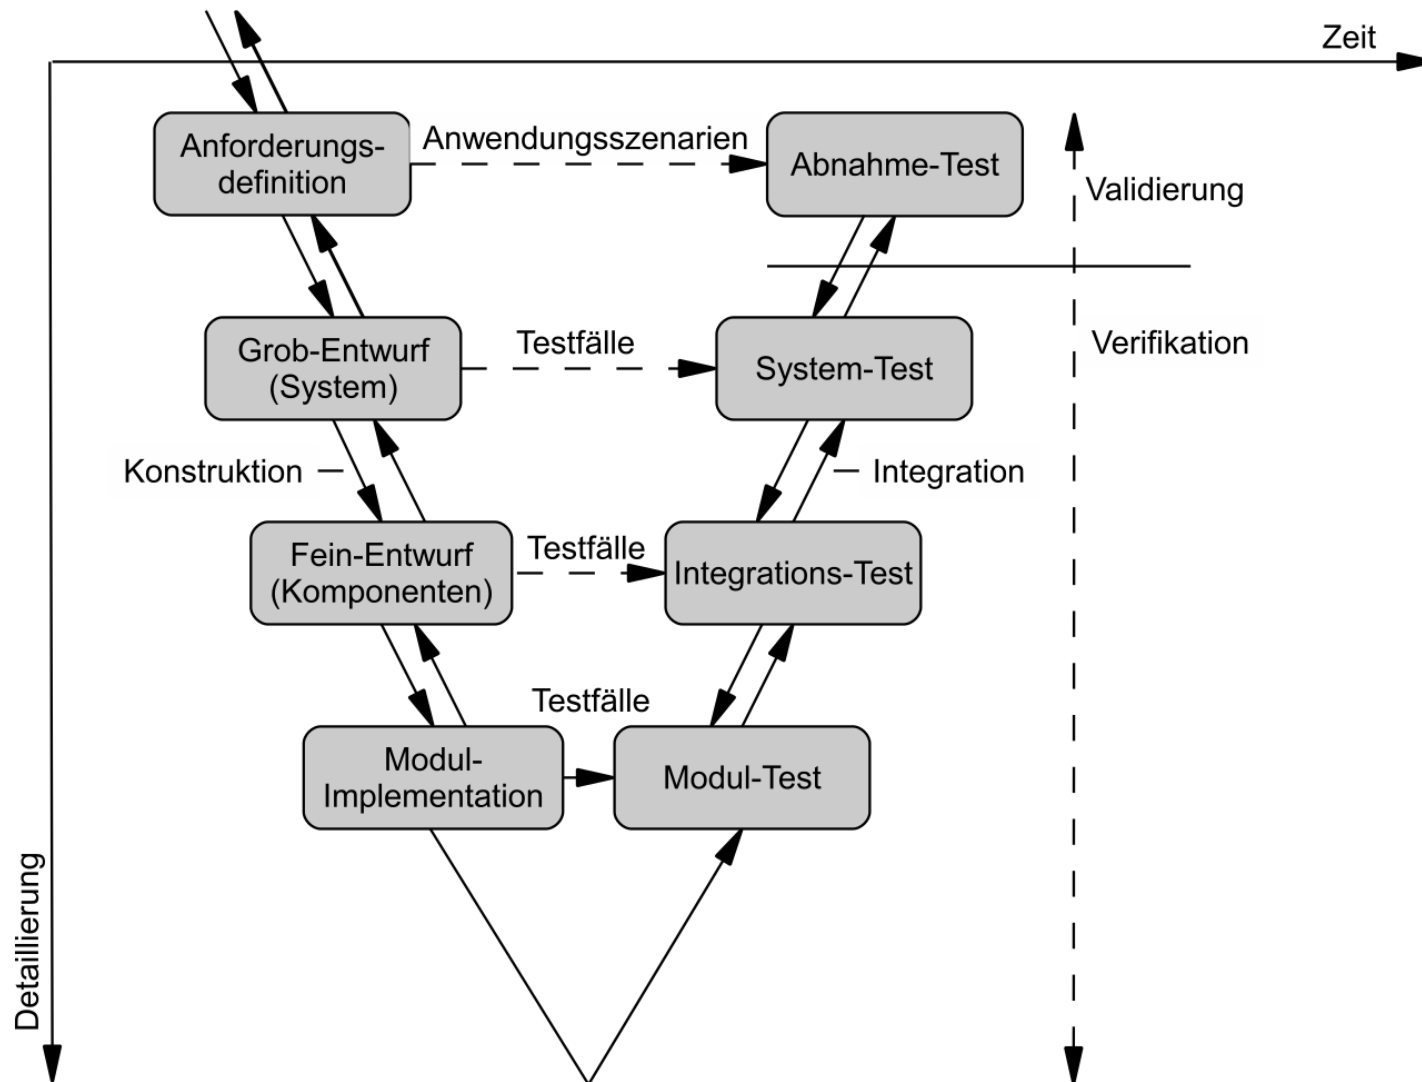 Zeit
Anforderungs-
definition
Anwendungsszenarien
Abnahme-Test
Validierung
Grob-Entwurf
(System)
Testfälle
System-Test
Verifikation
Konstruktion
Integration
Fein-Entwurf
(Komponenten)
Testfälle
Integrations-Test
Testfälle
Modul-
Implementation
Modul-Test
Detaillierung